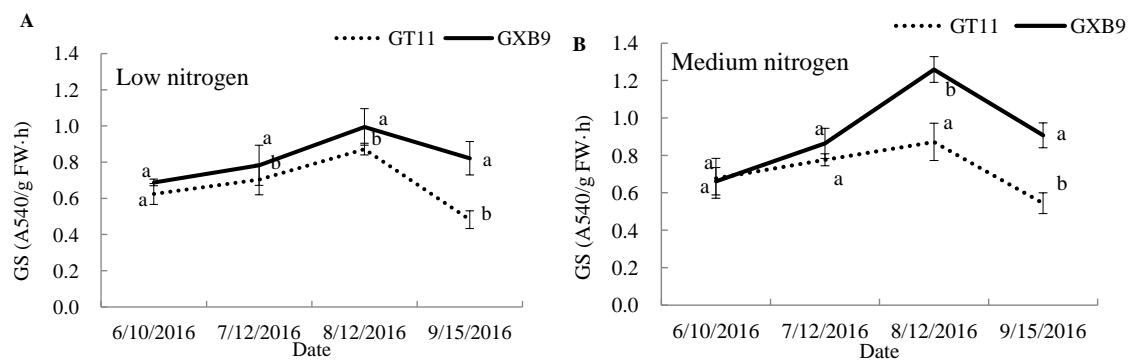 A
GT11 GXB9
Low nitrogen
GS (A540/g FW·h)
1.4
1.2
1.0
0.8
0.6
0.4
0.2
0.0
a
a
a
b
a
b
a
b
6/10/2016 7/12/2016 8/12/2016 9/15/2016
Date
B
GT11 GXB9
Medium nitrogen
GS (A540/g FW·h)
1.4
1.2
1.0
0.8
0.6
0.4
0.2
0.0
a
a
a
a
b
a
a
b
6/10/2016 7/12/2016 8/12/2016 9/15/2016
Date